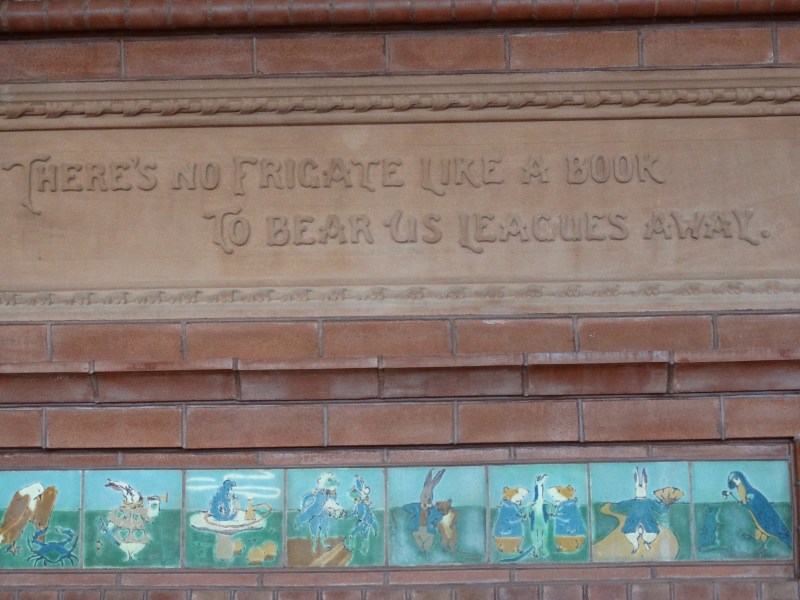 THERE'S NO FRIGATE LIKE A BOOK
TO BEAR US LEAGUES AWAY.